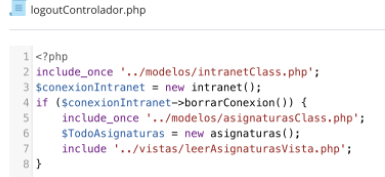 logoutControlador.php
1 <?php
2 include_once '../modelos/intranetClass.php';
3 $conexionIntranet = new intranet();
4 if ($conexionIntranet->borrarConexion()) {
5     include_once '../modelos/asignaturasClass.php';
6     $TodoAsignaturas = new asignaturas();
7     include '../vistas/leerAsignaturasVista.php';
8 }